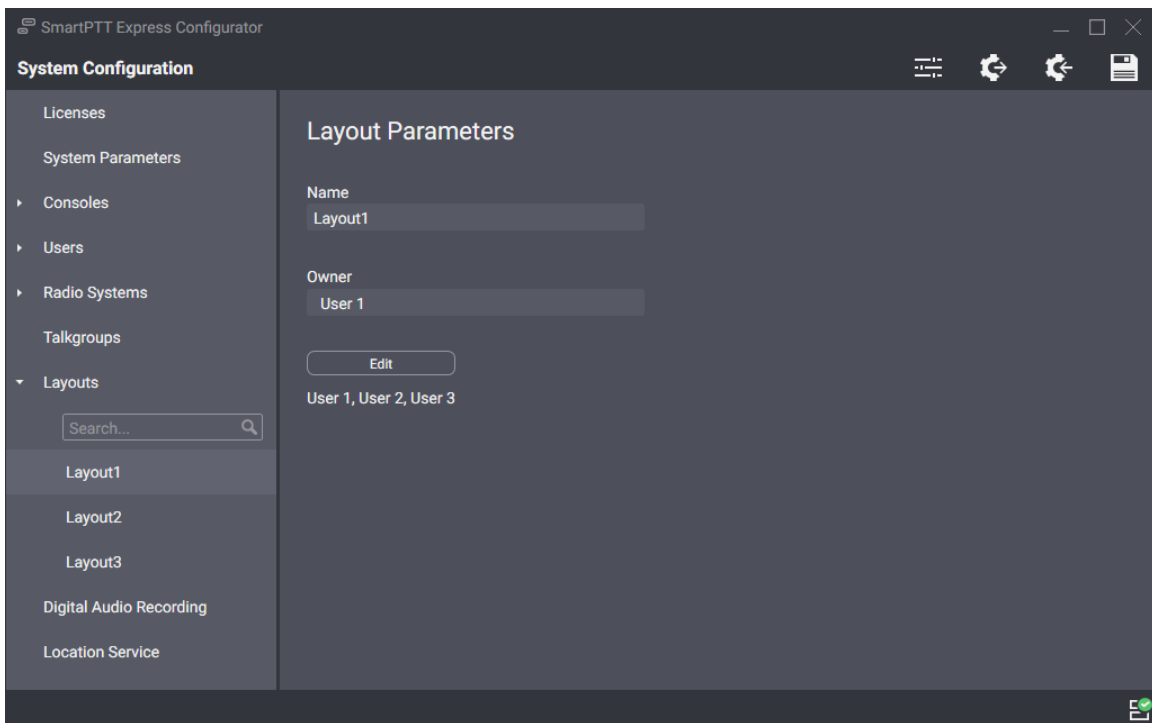 SmartPTT Express Configurator
System Configuration
Licenses
System Parameters
Consoles
Users
Radio Systems
Talkgroups
Layouts
Search...
Layout1
Layout2
Layout3
Digital Audio Recording
Location Service
Layout Parameters
Name
Layout1
Owner
User 1
Edit
User 1, User 2, User 3